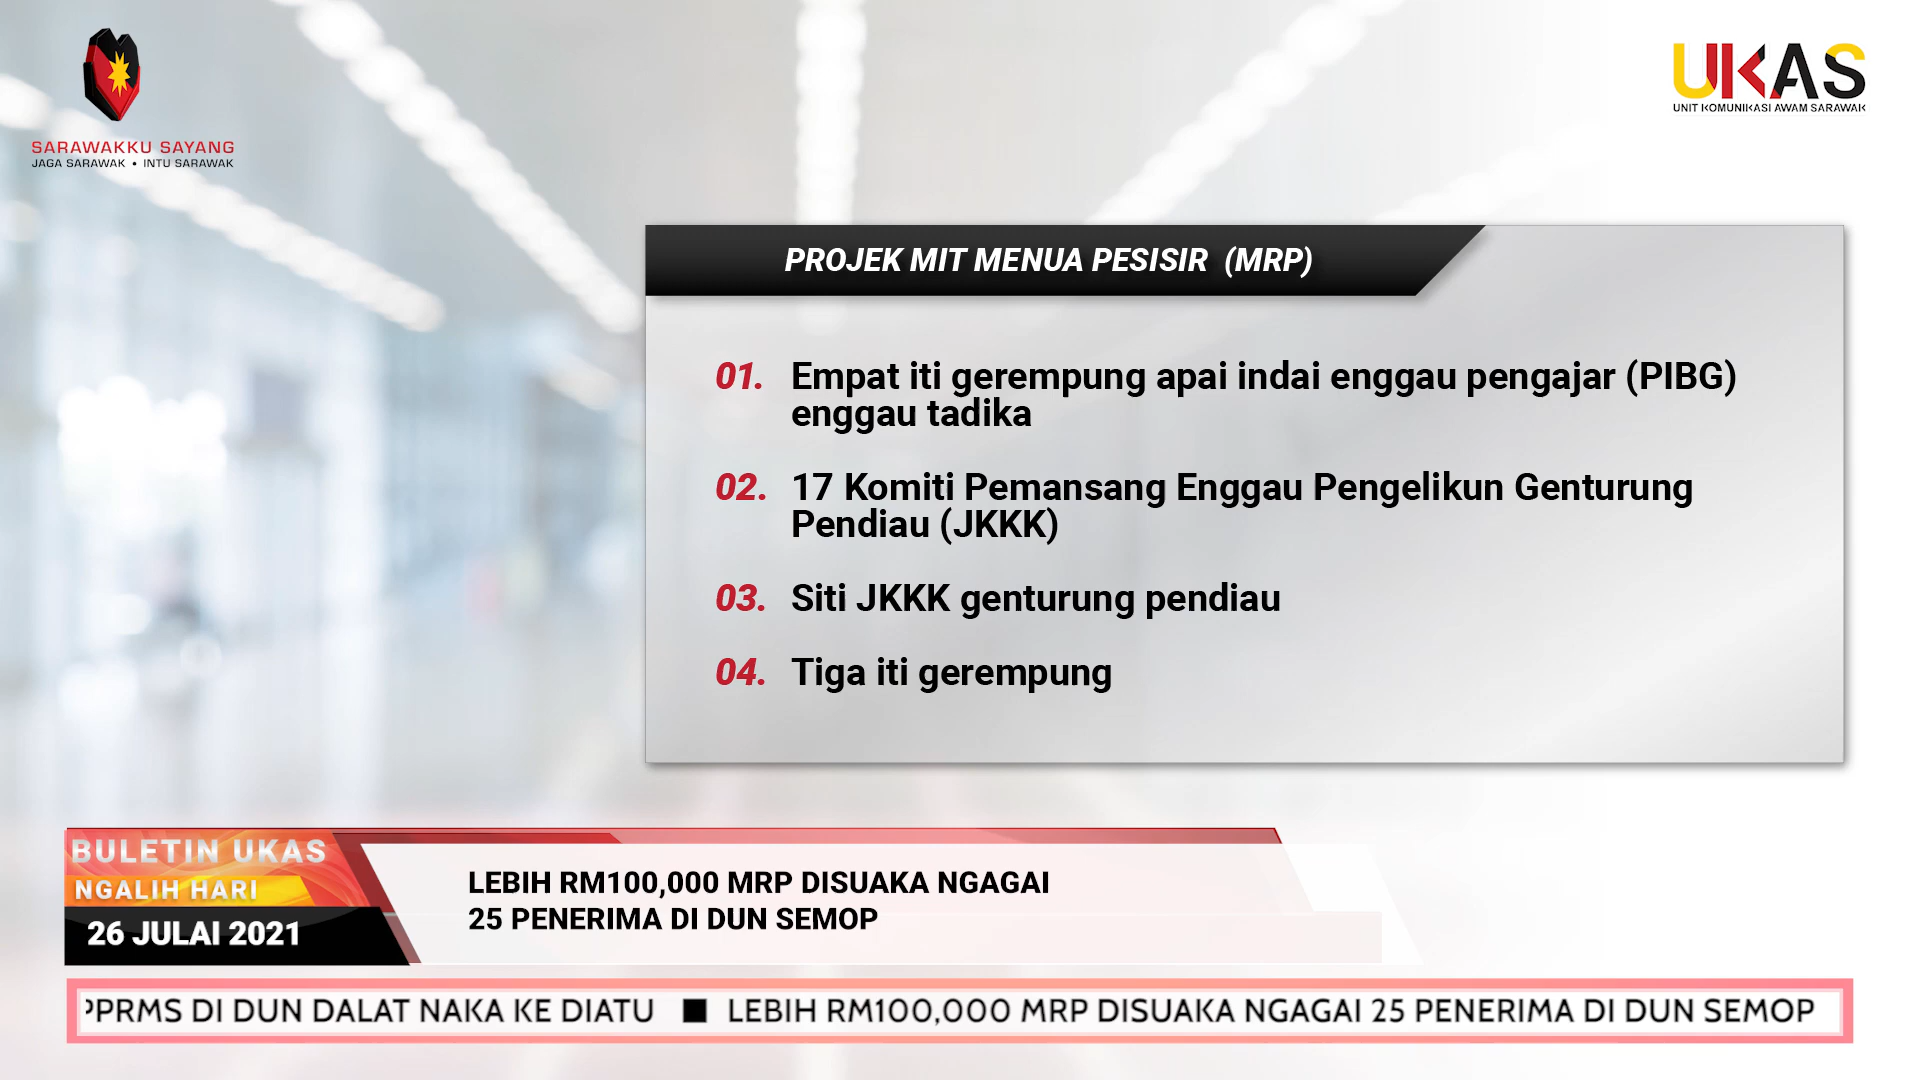 SARAWAKKU SAYANG
JAGA SARAWAK • INTU SARAWAK
UKAS
UNIT KOMUNIKASI AWAM SARAWAK
PROJEK MIT MENUA PESISIR (MRP)
01. Empat iti gerempung apai indai enggau pengajar (PIBG)
enggau tadika
02. 17 Komiti Pemansang Enggau Pengelikun Genturung
Pendiau (JKKK)
03. Siti JKKK genturung pendiau
04. Tiga iti gerempung
BULETIN UKAS
NGALIH HARI
26 JULAI 2021
LEBIH RM100,000 MRP DISUAKA NGAGAI
25 PENERIMA DI DUN SEMOP
PPRMS DI DUN DALAT NAKA KE DIATU ■ LEBIH RM100,000 MRP DISUAKA NGAGAI 25 PENERIMA DI DUN SEMOP